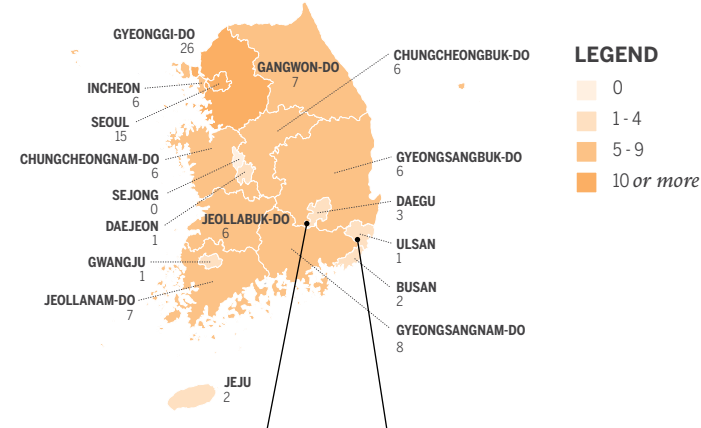 GYEONGGI-DO
26
GANGWON-DO
7
CHUNGCHEONGBUK-DO
6
INCHEON
6
SEOUL
15
CHUNGCHEONGNAM-DO
6
SEJONG
0
DAEJEON
1
JEOLLABUK-DO
6
GWANGJU
1
JEOLLANAM-DO
7
GYEONGSANGBUK-DO
6
DAEGU
3
ULSAN
1
BUSAN
2
GYEONGSANGNAM-DO
8
JEJU
2
LEGEND
0
1 - 4
5 - 9
10 or more